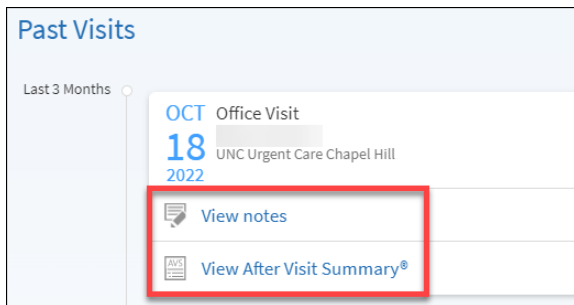 Past Visits
Last 3 Months
OCT Office Visit
18
UNC Urgent Care Chapel Hill
2022
View notes
AVS
View After Visit Summary®